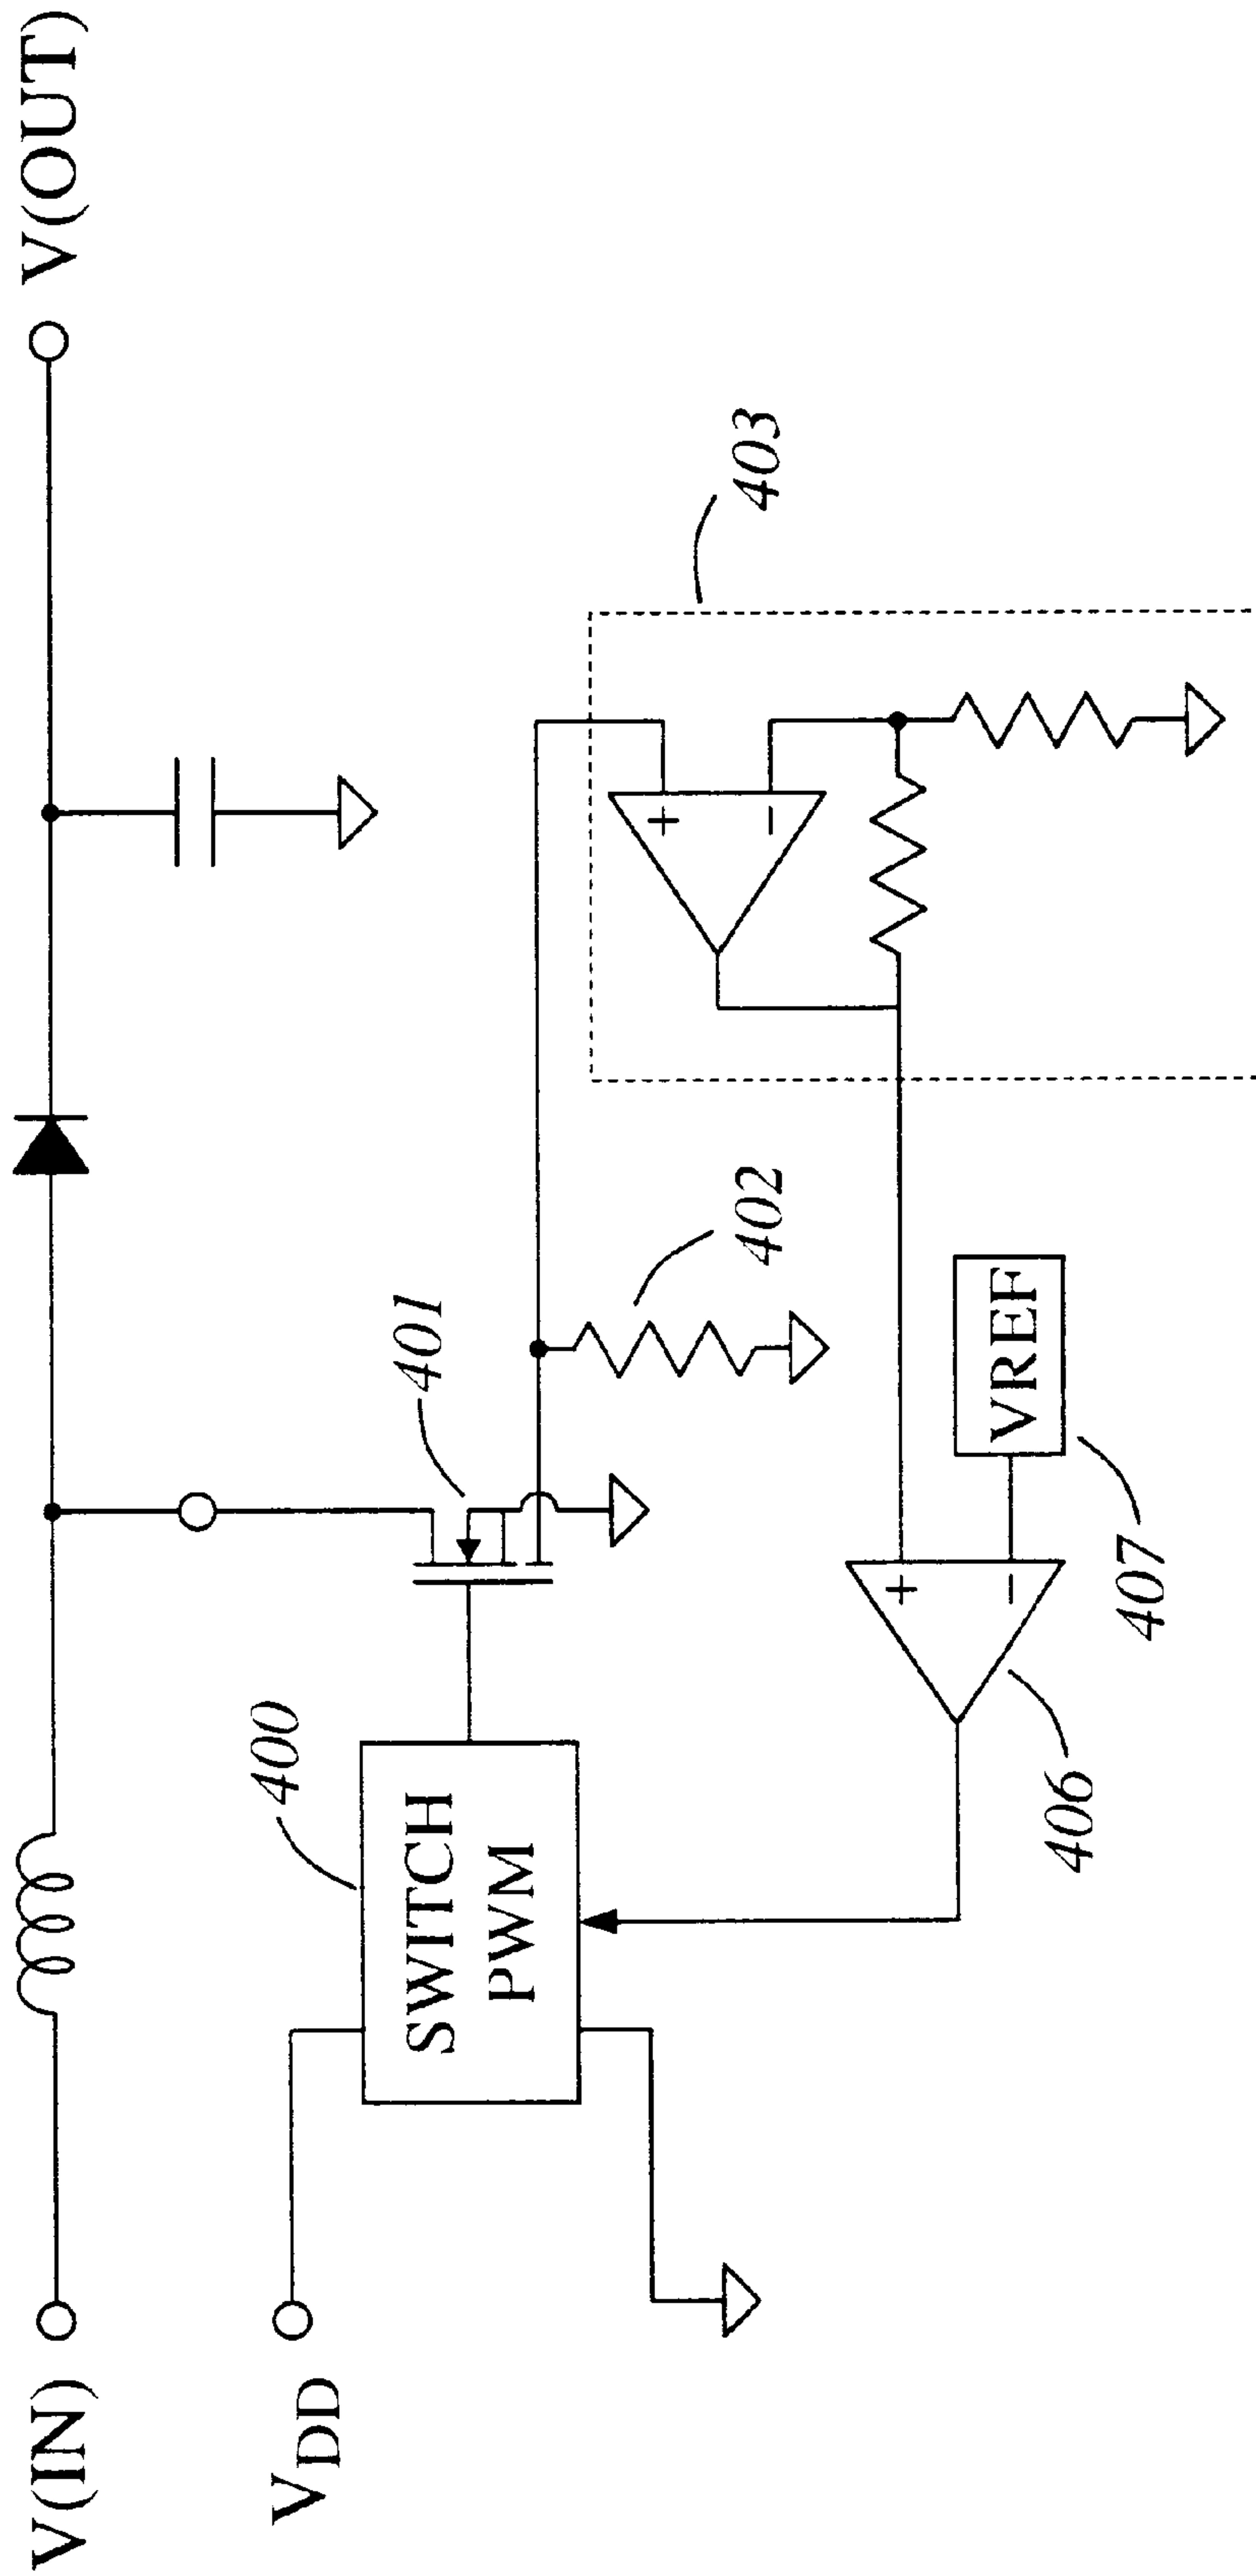 V(IN)
V(OUT)
VDD
400
SWITCH
PWM
401
402
403
+
−
+
−
VREF
406
407